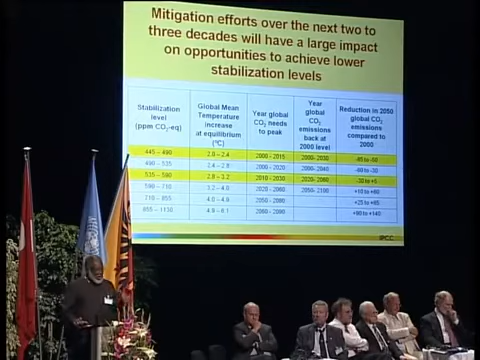 Mitigation efforts over the next two to
three decades will have a large impact
on opportunities to achieve lower
stabilization levels
Stabilization level (ppm CO₂-eq)
Global Mean Temperature increase at equilibrium (ºC)
Year global CO₂ needs to peak
Year global CO₂ emissions back at 2000 level
Reduction in 2050 global CO₂ emissions compared to 2000
445 – 490 2.0 – 2.4 2000 - 2015 2000- 2030 -85 to -50
490 – 535 2.4 – 2.8 2000 - 2020 2000- 2040 -60 to -30
535 – 590 2.8 – 3.2 2010 - 2030 2020- 2060 -30 to +5
590 – 710 3.2 – 4.0 2020 - 2060 2050- 2100 +10 to +60
710 – 855 4.0 – 4.9 2050 - 2080 +25 to +85
855 – 1130 4.9 – 6.1 2060 - 2090 +90 to +140
IPCC